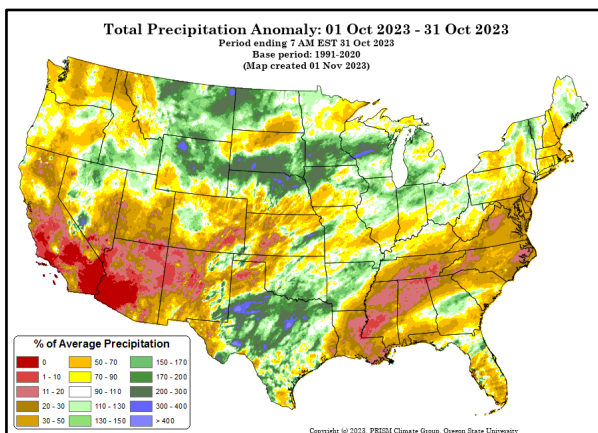 Total Precipitation Anomaly: 01 Oct 2023 - 31 Oct 2023
Period ending 7 AM EST 31 Oct 2023
Base period: 1991-2020
(Map created 01 Nov 2023)
% of Average Precipitation
0 50 - 70 150 - 170
1 - 10 70 - 90 170 - 200
11 - 20 90 - 110 200 - 300
20 - 30 110 - 130 300 - 400
30 - 50 130 - 150 > 400
Copyright (c) 2023, PRISM Climate Group, Oregon State University